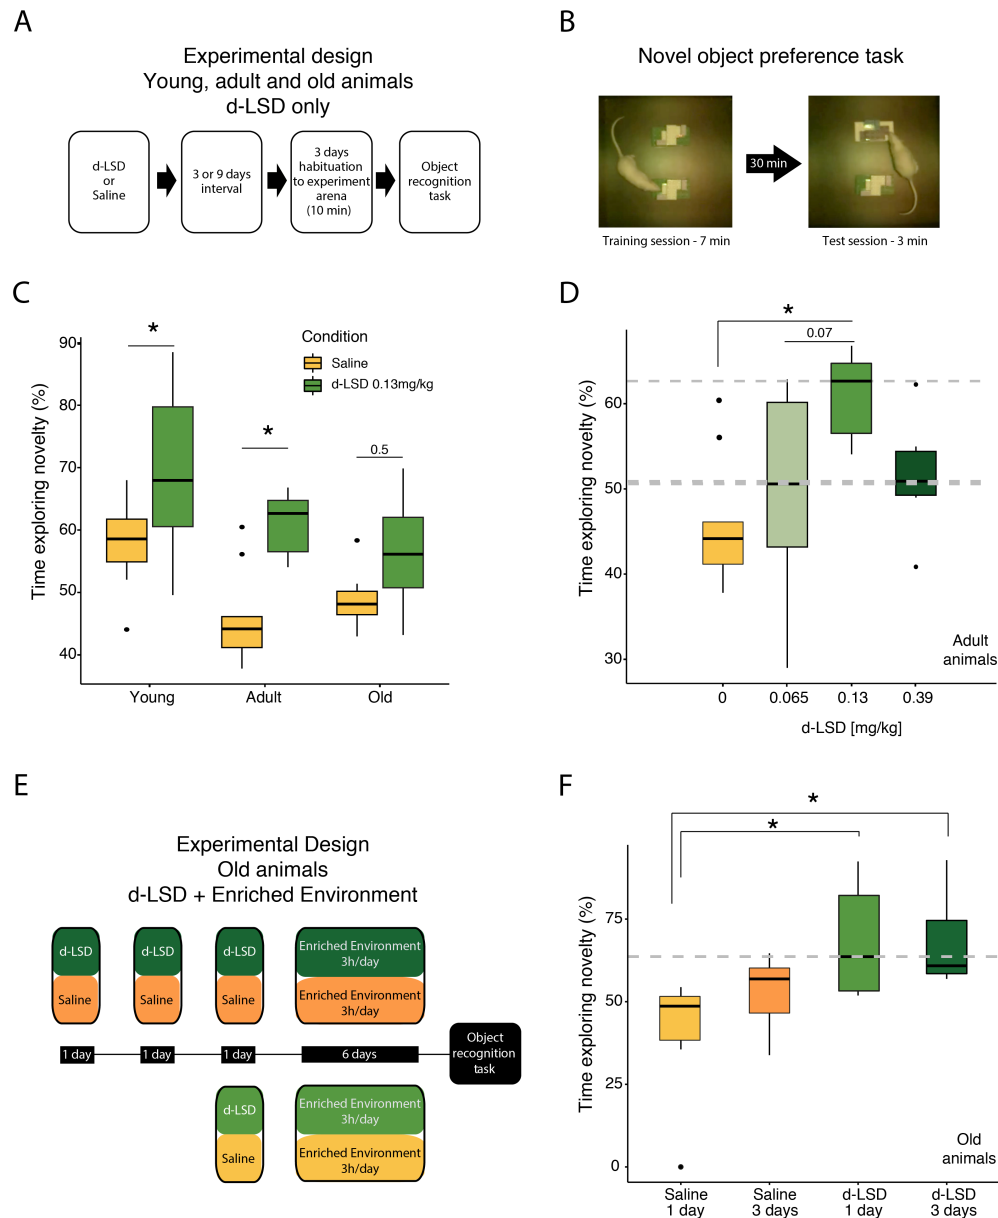 A
Experimental design
Young, adult and old animals
d-LSD only
d-LSD
or
Saline
3 or 9 days
interval
3 days
habituation
to experiment
arena
(10 min)
Object
recognition
task
B
Novel object preference task
30 min
Training session - 7 min
Test session - 3 min
C
Time exploring novelty (%)
90
80
70
60
50
40
*
*
0.5
Condition
Saline
d-LSD 0.13mg/kg
Young
Adult
Old
D
Time exploring novelty (%)
60
50
40
30
*
0.07
Adult
animals
0
0.065
0.13
0.39
d-LSD [mg/kg]
E
Experimental Design
Old animals
d-LSD + Enriched Environment
d-LSD
d-LSD
d-LSD
Enriched Environment
3h/day
Saline
Saline
Saline
Enriched Environment
3h/day
1 day
1 day
1 day
6 days
Object
recognition
task
d-LSD
Enriched Environment
3h/day
Saline
Enriched Environment
3h/day
F
Time exploring novelty (%)
75
50
25
0
*
*
Old
animals
Saline
1 day
Saline
3 days
d-LSD
1 day
d-LSD
3 days